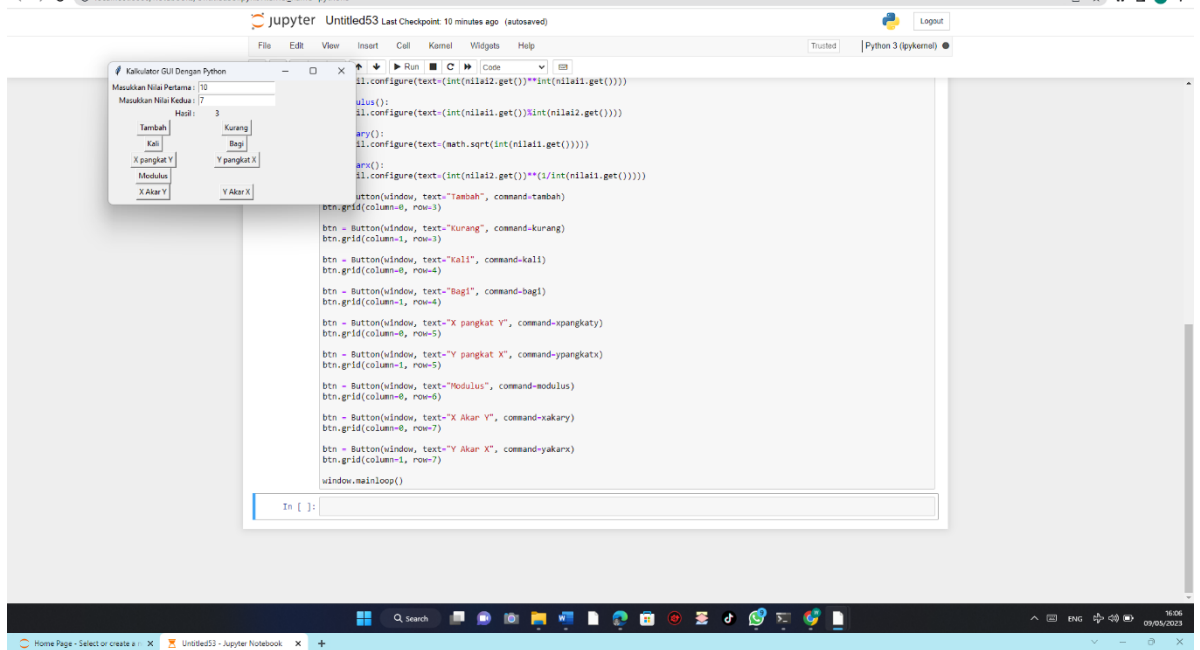 jupyter Untitled53 Last Checkpoint: 10 minutes ago (autosaved)
Logout
File Edit View Insert Cell Kernel Widgets Help
Trusted
Python 3 (ipykernel)
Run
Code
Kalkulator GUI Dengan Python
Masukkan Nilai Pertama : 10
Masukkan Nilai Kedua : 7
Hasil : 3
Tambah Kurang
Kali Bagi
X pangkat Y Y pangkat X
Modulus
X Akar Y Y Akar X
il.configure(text=(int(nilai2.get())**int(nilai1.get())))
ulus():
il.configure(text=(int(nilai1.get())%int(nilai2.get())))
ary():
il.configure(text=(math.sqrt(int(nilai1.get()))))
arx():
il.configure(text=(int(nilai2.get())**(1/int(nilai1.get()))))
utton(window, text="Tambah", command=tambah)
btn.grid(column=0, row=3)
btn = Button(window, text="Kurang", command=kurang)
btn.grid(column=1, row=3)
btn = Button(window, text="Kali", command=kali)
btn.grid(column=0, row=4)
btn = Button(window, text="Bagi", command=bagi)
btn.grid(column=1, row=4)
btn = Button(window, text="X pangkat Y", command=xpangkaty)
btn.grid(column=0, row=5)
btn = Button(window, text="Y pangkat X", command=ypangkatx)
btn.grid(column=1, row=5)
btn = Button(window, text="Modulus", command=modulus)
btn.grid(column=0, row=6)
btn = Button(window, text="X Akar Y", command=xakary)
btn.grid(column=0, row=7)
btn = Button(window, text="Y Akar X", command=yakarx)
btn.grid(column=1, row=7)
window.mainloop()
In [ ]:
Search
ENG
16:06
09/05/2023
Home Page - Select or create a
Untitled53 - Jupyter Notebook